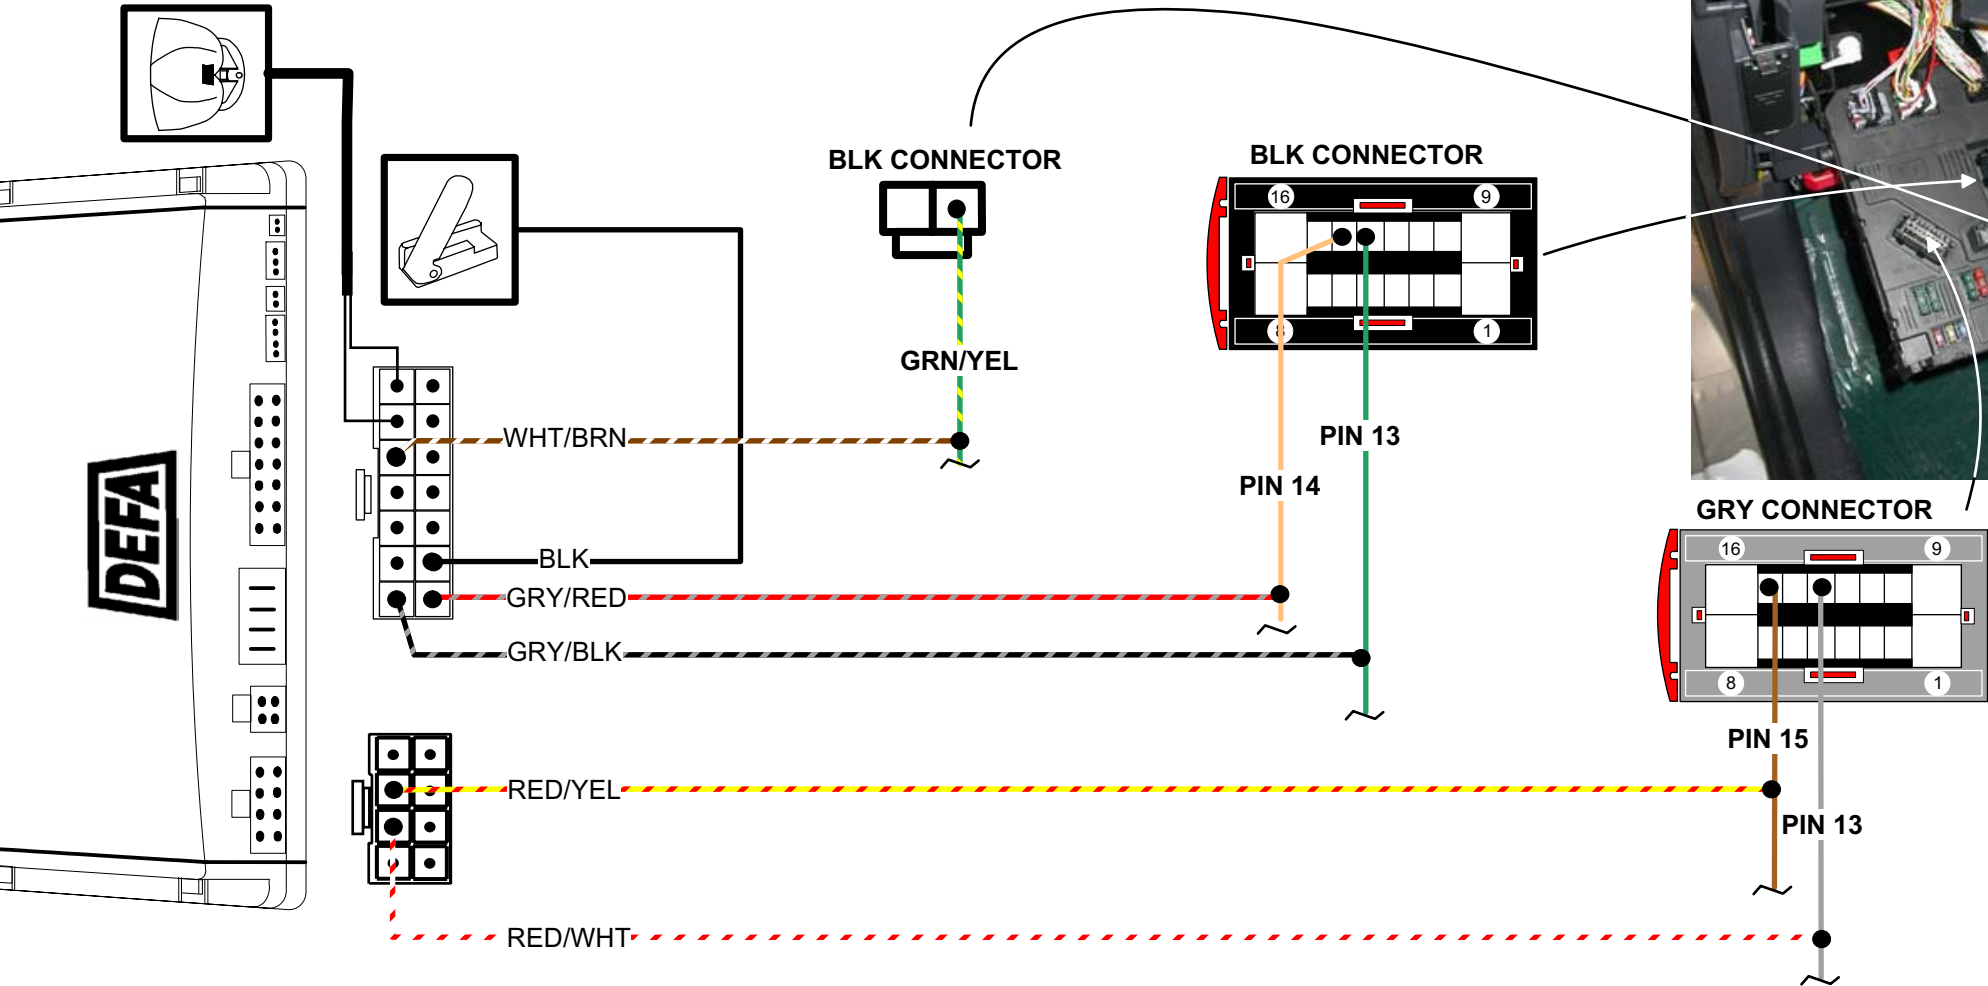 BLK CONNECTOR
BLK CONNECTOR
16
9
8
1
GRN/YEL
WHT/BRN
PIN 13
PIN 14
DEFA
GRY CONNECTOR
16
9
8
1
BLK
GRY/RED
GRY/BLK
PIN 15
RED/YEL
PIN 13
RED/WHT